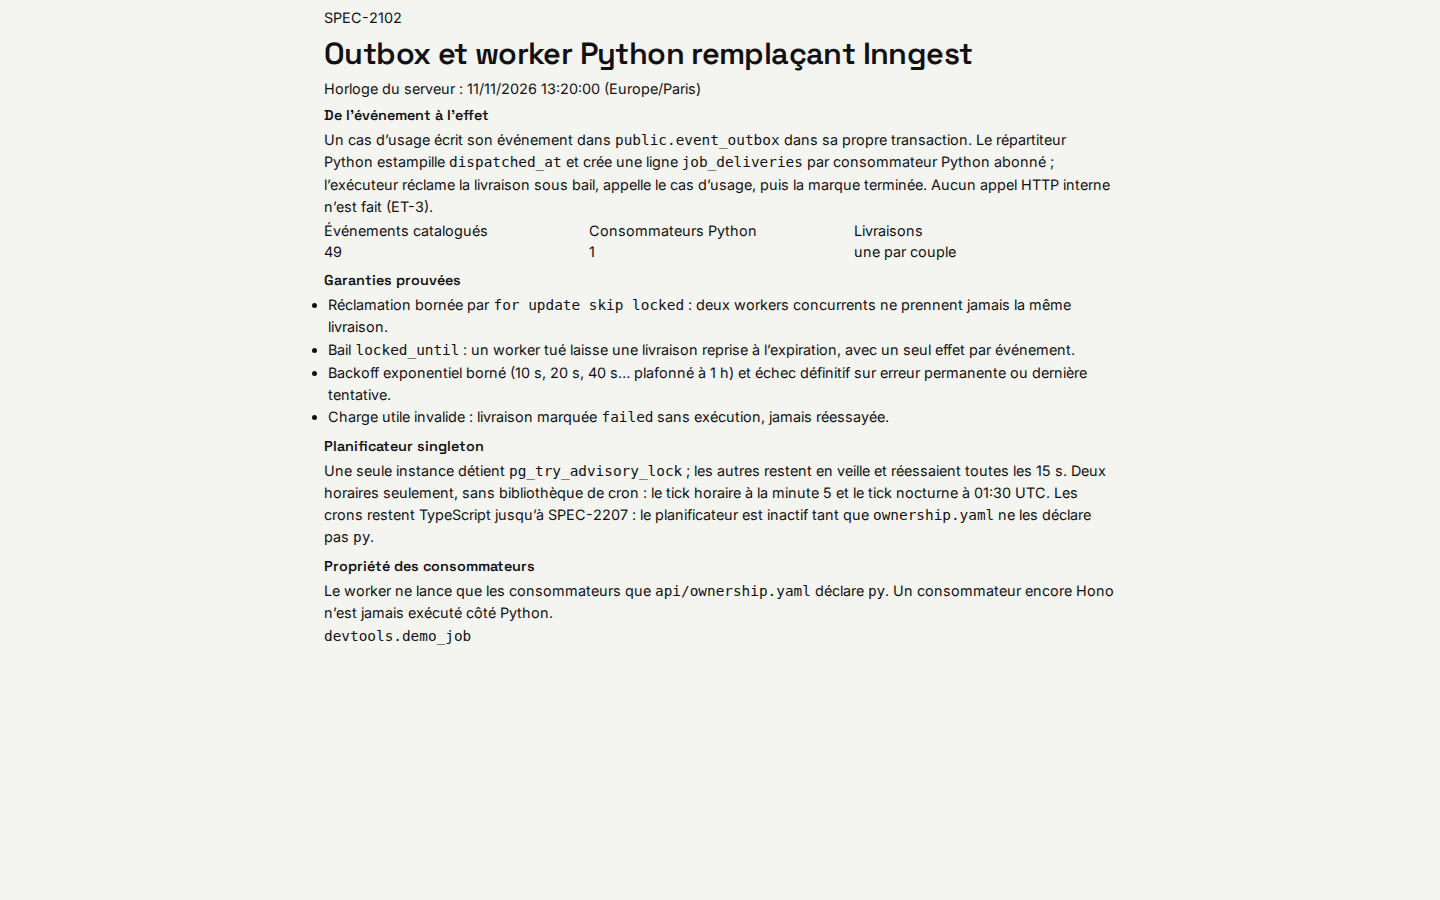 SPEC-2102
Outbox et worker Python remplaçant Inngest
Horloge du serveur : 11/11/2026 13:20:00 (Europe/Paris)
De l’événement à l’effet
Un cas d’usage écrit son événement dans public.event_outbox dans sa propre transaction. Le répartiteur
Python estampille dispatched_at et crée une ligne job_deliveries par consommateur Python abonné ;
l’exécuteur réclame la livraison sous bail, appelle le cas d’usage, puis la marque terminée. Aucun appel HTTP interne
n’est fait (ET-3).
Événements catalogués Consommateurs Python Livraisons
49 1 une par couple
Garanties prouvées
• Réclamation bornée par for update skip locked : deux workers concurrents ne prennent jamais la même
livraison.
• Bail locked_until : un worker tué laisse une livraison reprise à l’expiration, avec un seul effet par événement.
• Backoff exponentiel borné (10 s, 20 s, 40 s… plafonné à 1 h) et échec définitif sur erreur permanente ou dernière
tentative.
• Charge utile invalide : livraison marquée failed sans exécution, jamais réessayée.
Planificateur singleton
Une seule instance détient pg_try_advisory_lock ; les autres restent en veille et réessaient toutes les 15 s. Deux
horaires seulement, sans bibliothèque de cron : le tick horaire à la minute 5 et le tick nocturne à 01:30 UTC. Les
crons restent TypeScript jusqu’à SPEC-2207 : le planificateur est inactif tant que ownership.yaml ne les déclare
pas py.
Propriété des consommateurs
Le worker ne lance que les consommateurs que api/ownership.yaml déclare py. Un consommateur encore Hono
n’est jamais exécuté côté Python.
devtools.demo_job